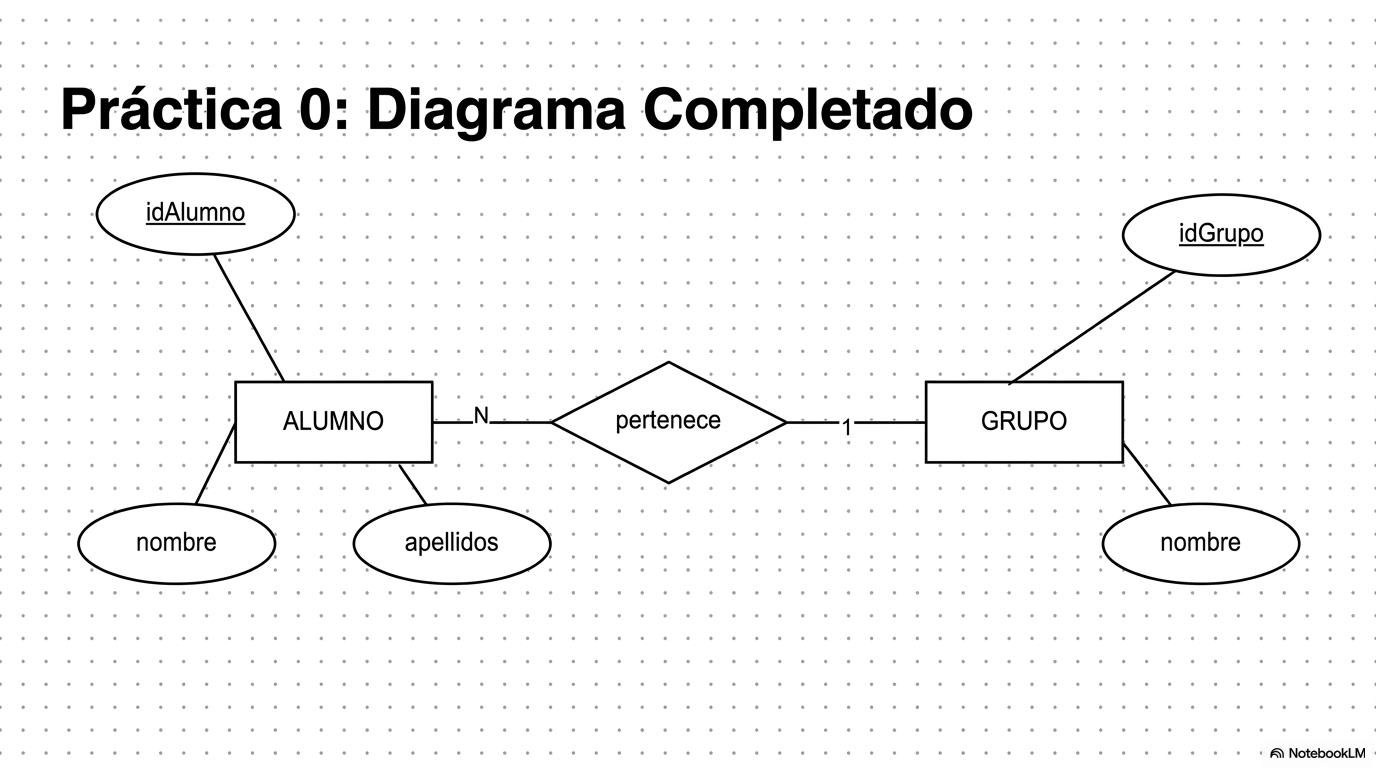 Práctica 0: Diagrama Completado
idAlumno
idGrupo
ALUMNO
N
pertenece
1
GRUPO
nombre
apellidos
nombre
NotebookLM